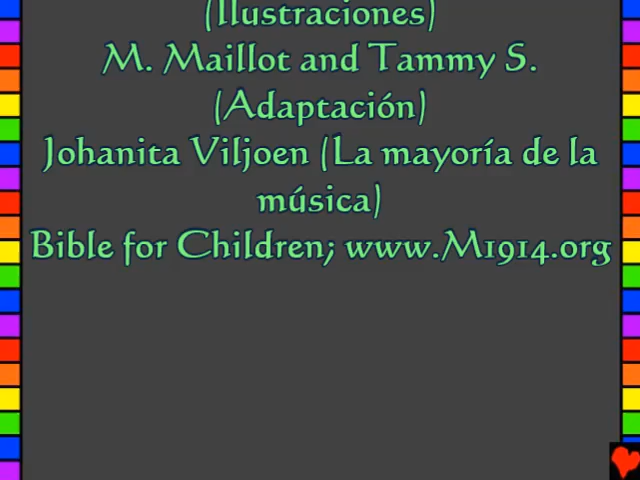 (Ilustraciones)
M. Maillot and Tammy S.
(Adaptación)
Johanita Viljoen (La mayoría de la
música)
Bible for Children; www.M1914.org